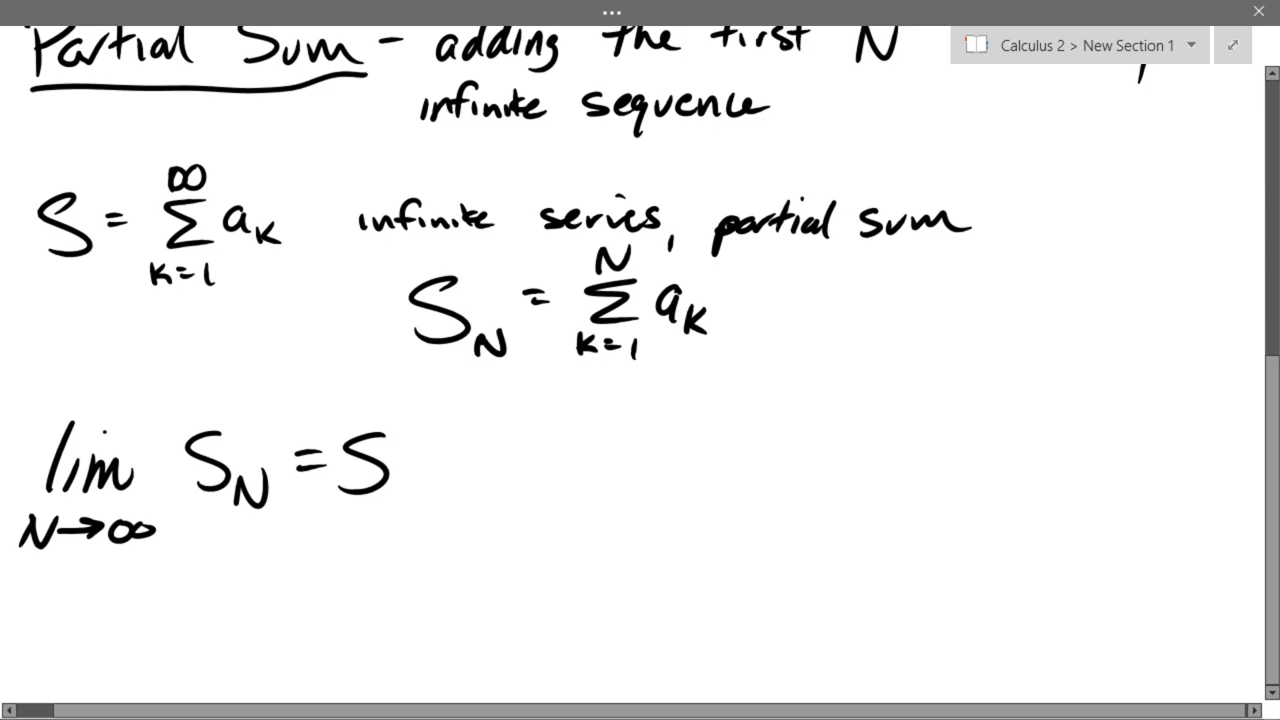 Calculus 2 > New Section 1
Partial Sum - adding the first N
infinite sequence
S = ∑_{k=1}^{∞} a_k infinite series, partial sum
S_N = ∑_{k=1}^{N} a_k
lim_{N→∞} S_N = S